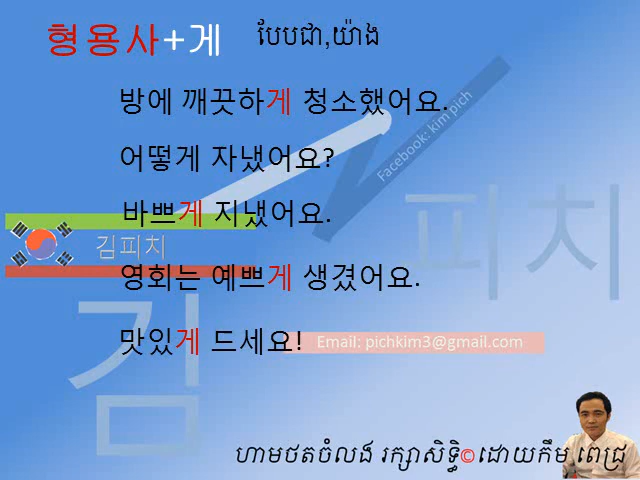 형용사+게 បែបជា,យ៉ាង
방에 깨끗하게 청소했어요.
Facebook: kim pich
어떻게 자냈어요?
바쁘게 지냈어요.
김피치
피치
영회는 예쁘게 생겼어요.
김
맛있게 드세요!
Email: pichkim3@gmail.com
ហាមថតចំលង រក្សាសិទ្ធិ©ដោយកឹម ពេជ្រ